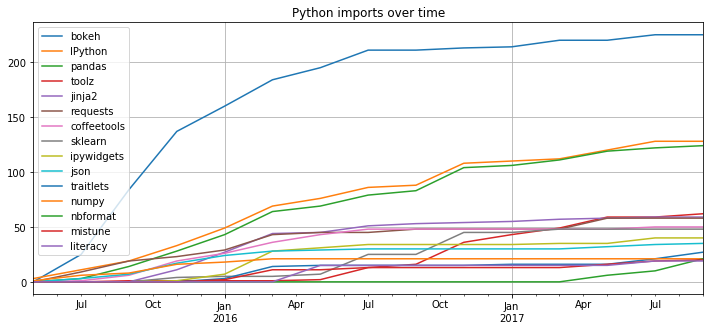 Python imports over time
bokeh
IPython
pandas
toolz
jinja2
requests
coffeetools
sklearn
ipywidgets
json
traitlets
numpy
nbformat
mistune
literacy
200
150
100
50
0
Jul
Oct
Jan
2016
Apr
Jul
Oct
Jan
2017
Apr
Jul